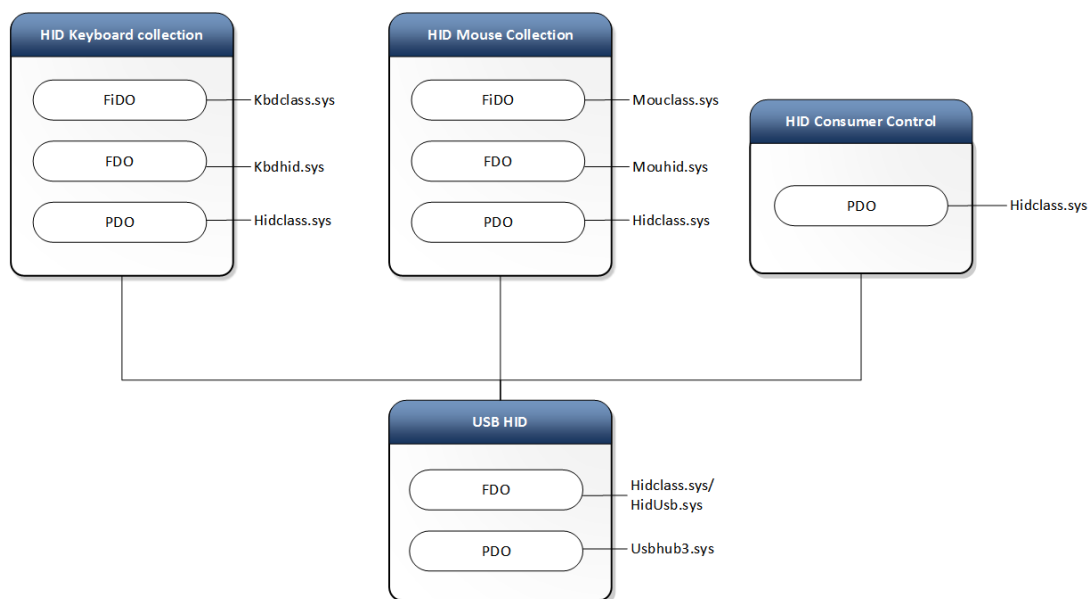 HID Keyboard collection
FiDO
Kbdclass.sys
FDO
Kbdhid.sys
PDO
Hidclass.sys
HID Mouse Collection
FiDO
Mouclass.sys
FDO
Mouhid.sys
PDO
Hidclass.sys
HID Consumer Control
PDO
Hidclass.sys
USB HID
FDO
Hidclass.sys/
HidUsb.sys
PDO
Usbhub3.sys